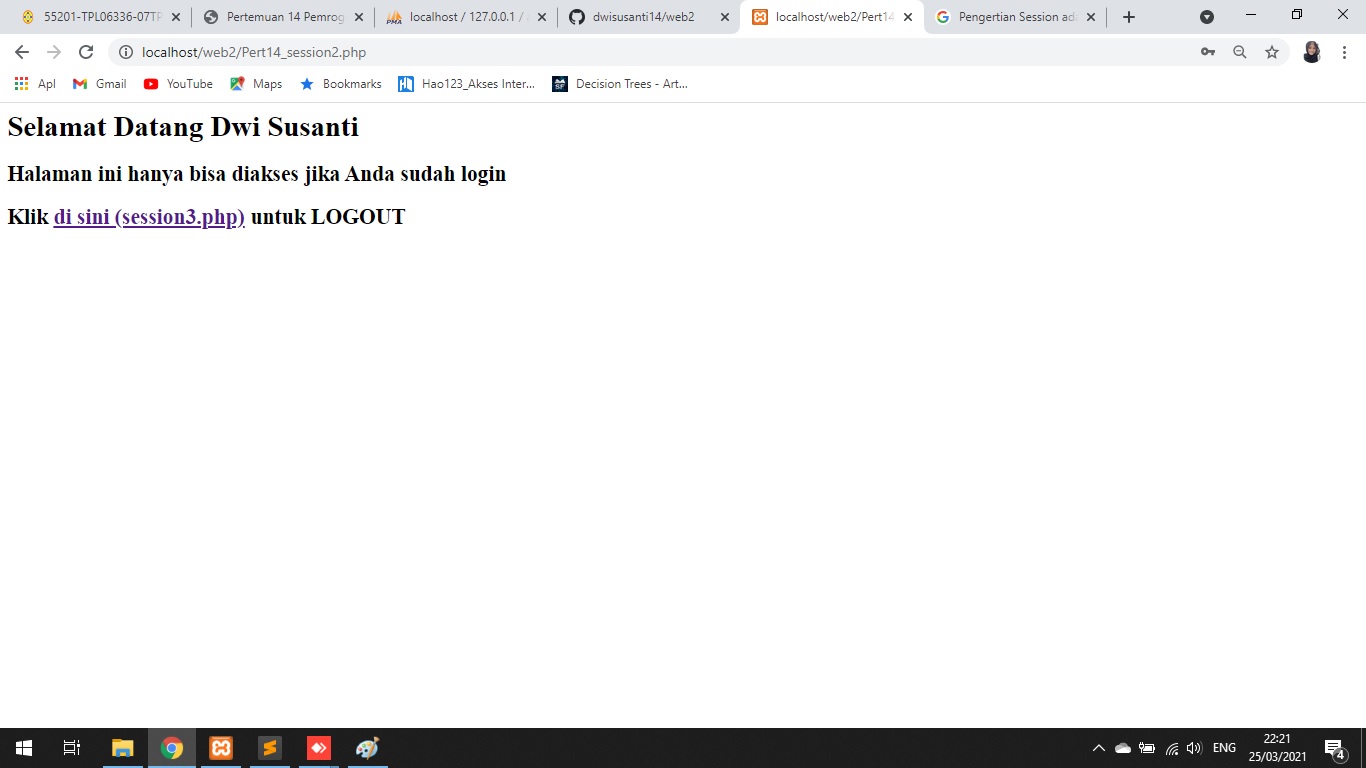 55201-TPL06336-07TP
Pertemuan 14 Pemrog
localhost / 127.0.0.1 /
dwisusanti14/web2
localhost/web2/Pert14
Pengertian Session ada
localhost/web2/Pert14_session2.php
Apl
Gmail
YouTube
Maps
Bookmarks
Hao123_Akses Inter...
Decision Trees - Art...
Selamat Datang Dwi Susanti
Halaman ini hanya bisa diakses jika Anda sudah login
Klik di sini (session3.php) untuk LOGOUT
ENG
22:21
25/03/2021
4